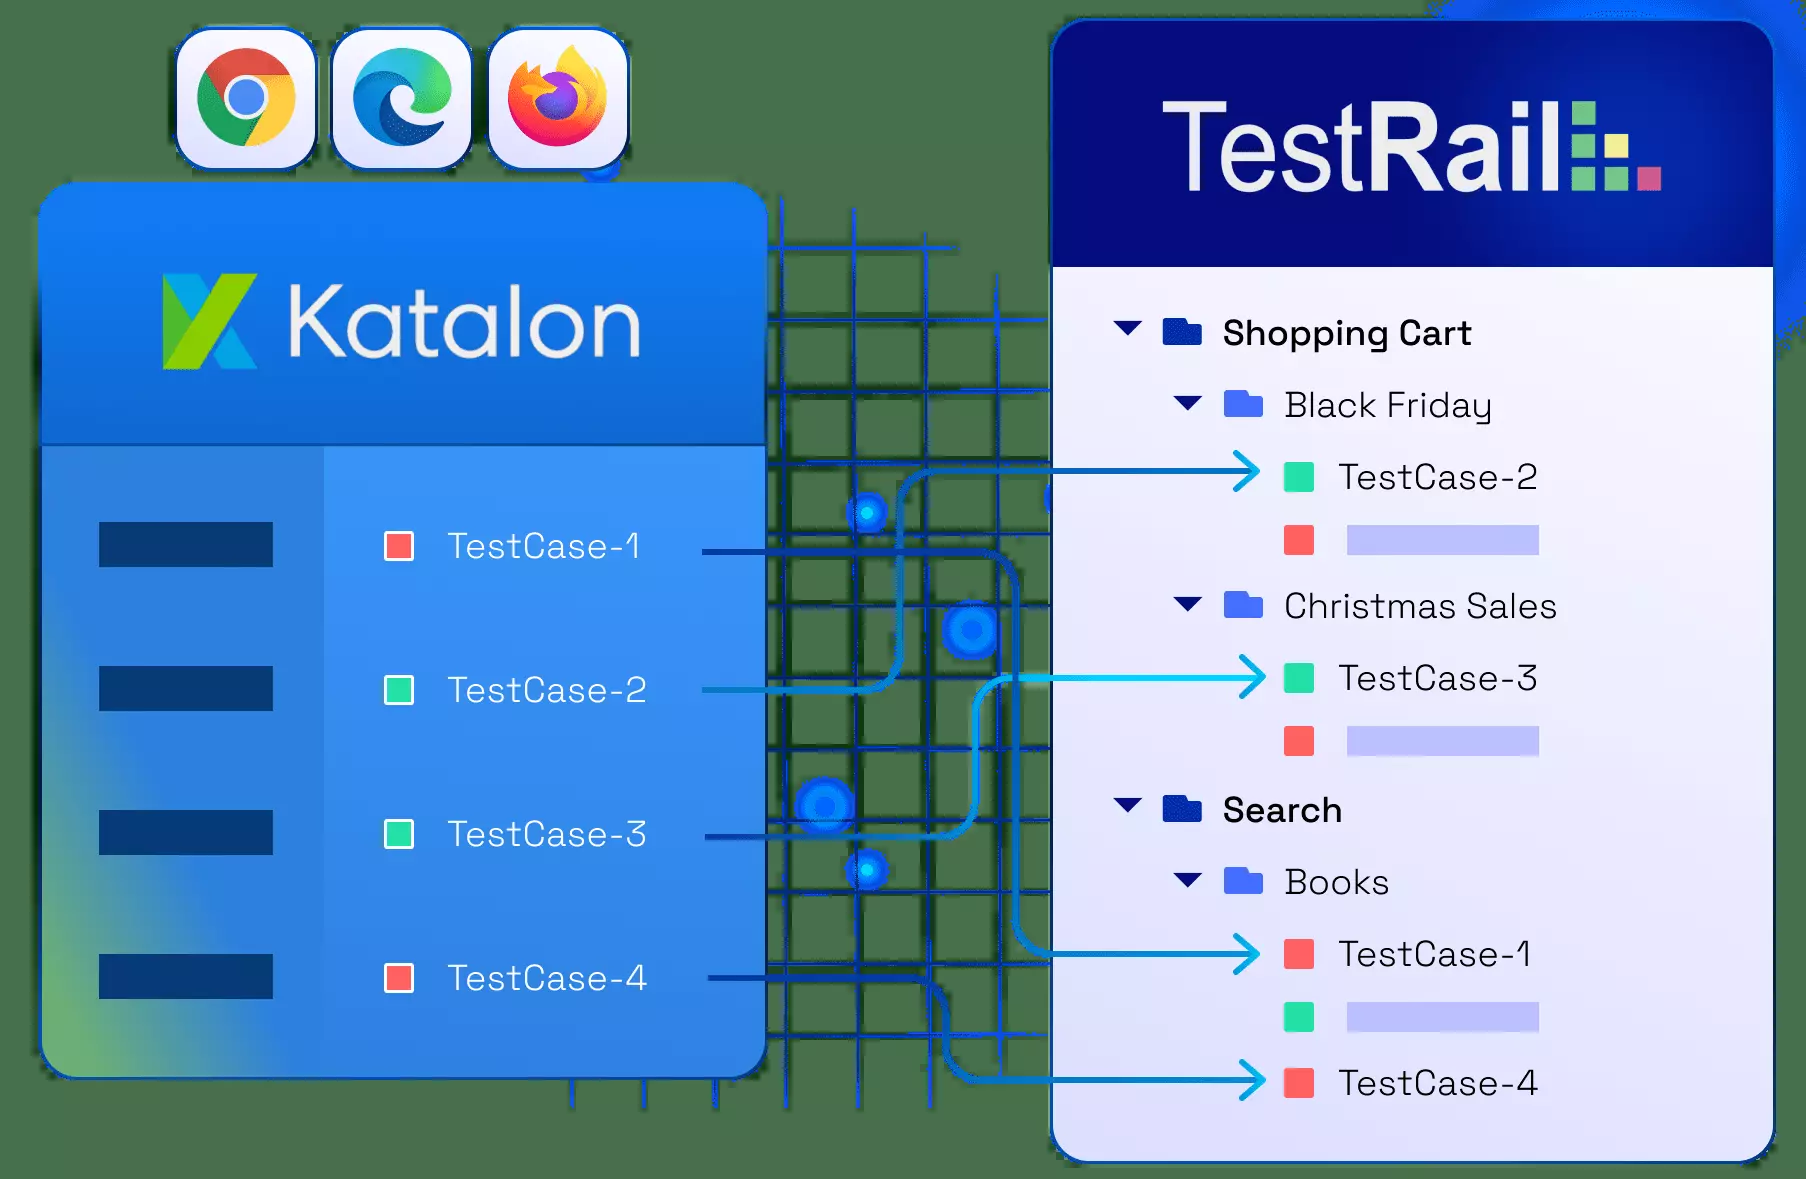 Katalon
TestCase-1
TestCase-2
TestCase-3
TestCase-4
TestRail
Shopping Cart
Black Friday
TestCase-2
Christmas Sales
TestCase-3
Search
Books
TestCase-1
TestCase-4